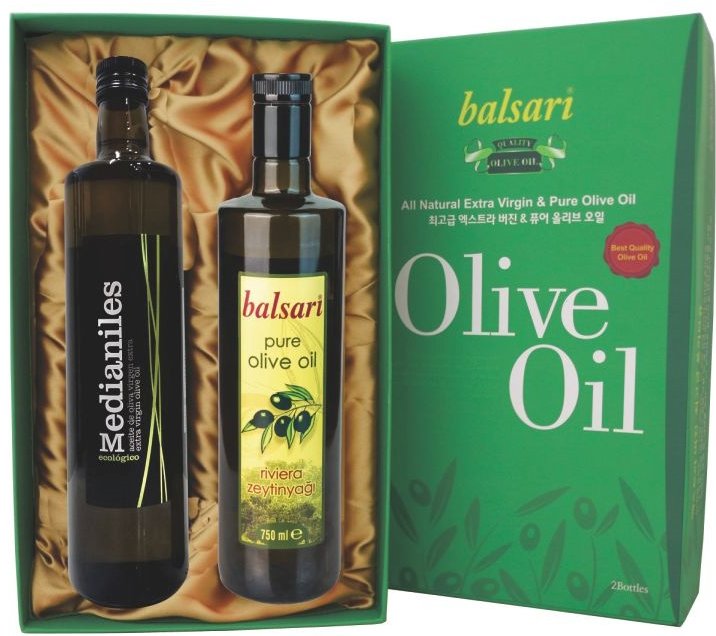 Medianiles
aceite de oliva virgen extra
extra virgin olive oil
ecológico
balsari®
pure
olive oil
riviera
zeytinyağı
750 ml e
balsari®
QUALITY
OLIVE OIL
All Natural Extra Virgin & Pure Olive Oil
최고급 엑스트라 버진 & 퓨어 올리브 오일
Best Quality
Olive Oil
Olive
Oil
2Bottles